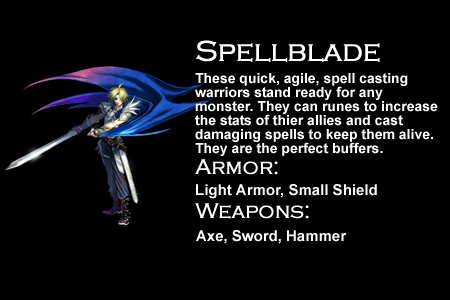 Spellblade
These quick, agile, spell casting
warriors stand ready for any
monster. They can runes to increase
the stats of thier allies and cast
damaging spells to keep them alive.
They are the perfect buffers.
Armor:
Light Armor, Small Shield
Weapons:
Axe, Sword, Hammer